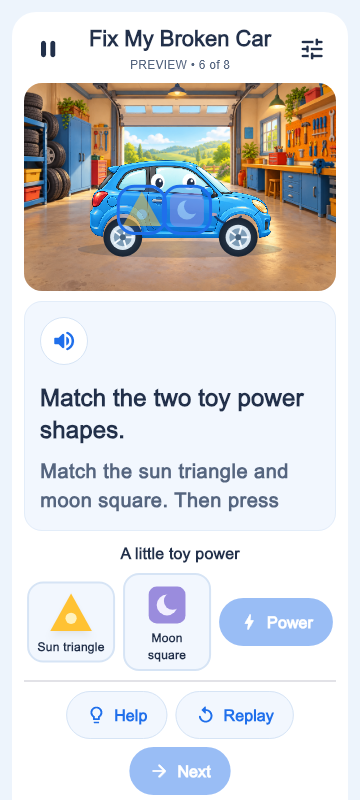 Fix My Broken Car
PREVIEW • 6 of 8
Match the two toy power
shapes.
Match the sun triangle and
moon square. Then press
A little toy power
Sun triangle
Moon
square
Power
Help
Replay
Next